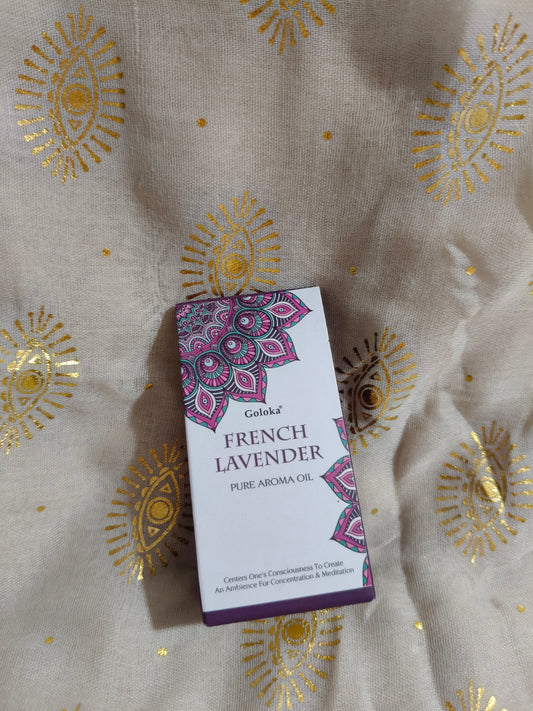 Goloka®
FRENCH
LAVENDER
PURE AROMA OIL
Centers One's Consciousness To Create
An Ambience For Concentration & Meditation